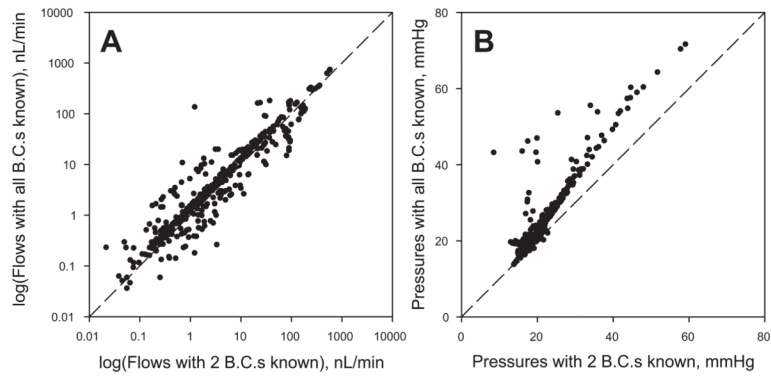 A
log(Flows with all B.C.s known), nL/min
10000
1000
100
10
1
0.1
0.01
0.01 0.1 1 10 100 1000 10000
log(Flows with 2 B.C.s known), nL/min
B
Pressures with all B.C.s known, mmHg
80
60
40
20
0
0 20 40 60 80
Pressures with 2 B.C.s known, mmHg